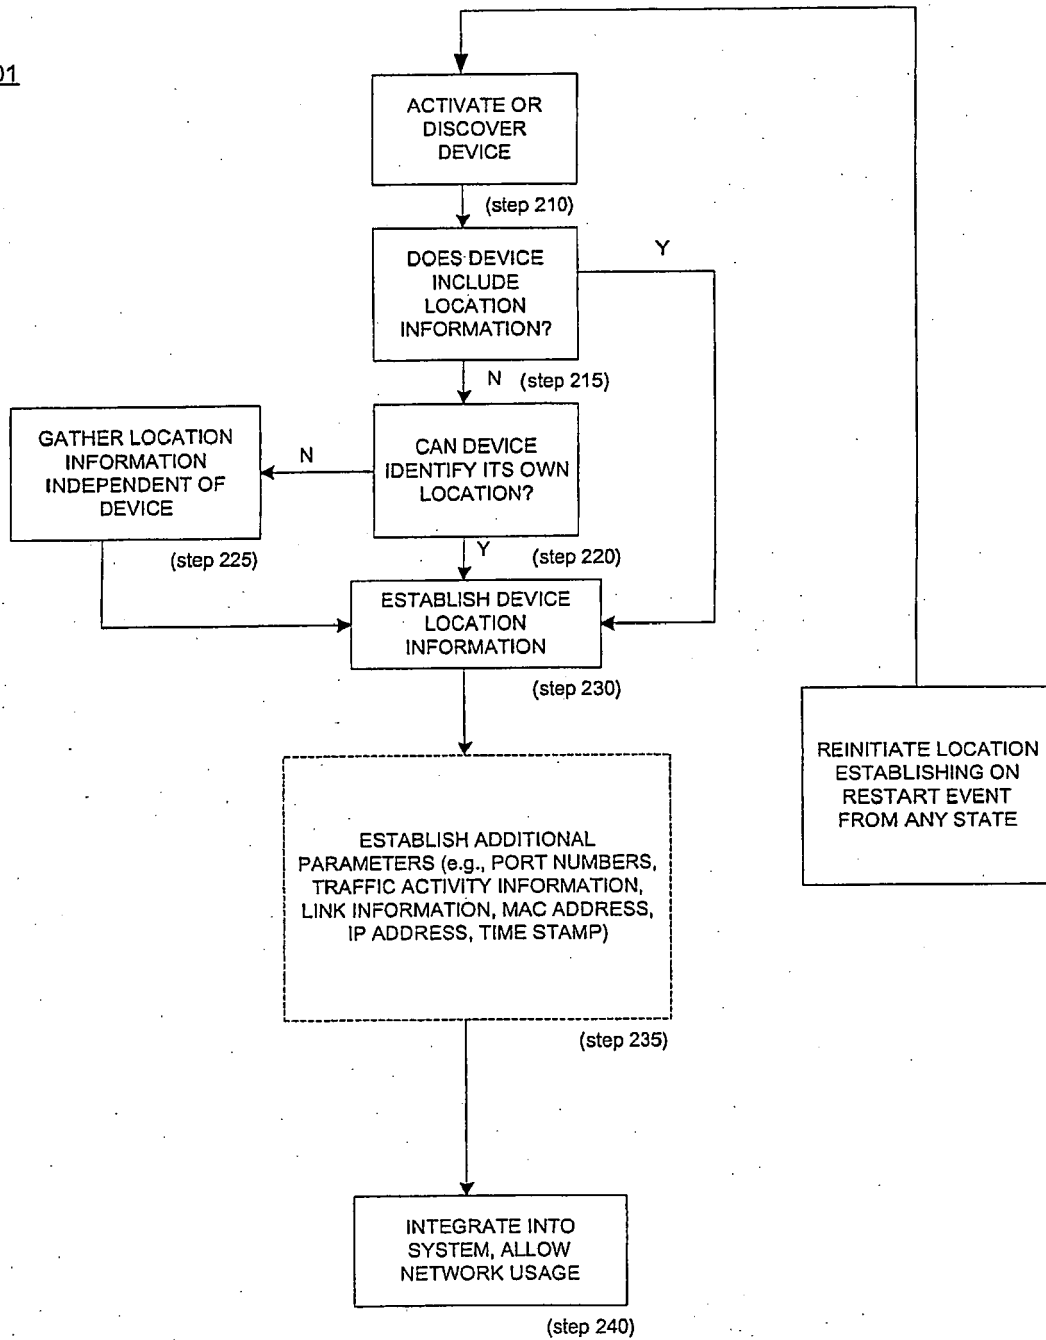 01
ACTIVATE OR
DISCOVER
DEVICE
(step 210)
DOES DEVICE
INCLUDE
LOCATION
INFORMATION?
Y
N
(step 215)
CAN DEVICE
IDENTIFY ITS OWN
LOCATION?
N
GATHER LOCATION
INFORMATION
INDEPENDENT OF
DEVICE
(step 225)
Y
(step 220)
ESTABLISH DEVICE
LOCATION
INFORMATION
(step 230)
REINITIATE LOCATION
ESTABLISHING ON
RESTART EVENT
FROM ANY STATE
ESTABLISH ADDITIONAL
PARAMETERS (e.g., PORT NUMBERS,
TRAFFIC ACTIVITY INFORMATION,
LINK INFORMATION, MAC ADDRESS,
IP ADDRESS, TIME STAMP)
(step 235)
INTEGRATE INTO
SYSTEM, ALLOW
NETWORK USAGE
(step 240)